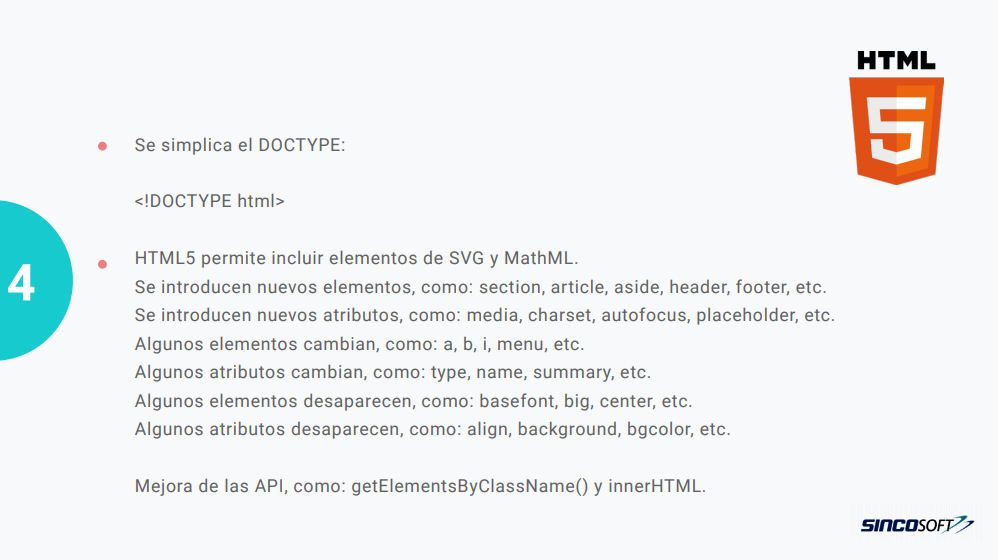 HTML
5
Se simplica el DOCTYPE:
<!DOCTYPE html>
4
HTML5 permite incluir elementos de SVG y MathML.
Se introducen nuevos elementos, como: section, article, aside, header, footer, etc.
Se introducen nuevos atributos, como: media, charset, autofocus, placeholder, etc.
Algunos elementos cambian, como: a, b, i, menu, etc.
Algunos atributos cambian, como: type, name, summary, etc.
Algunos elementos desaparecen, como: basefont, big, center, etc.
Algunos atributos desaparecen, como: align, background, bgcolor, etc.
Mejora de las API, como: getElementsByClassName() y innerHTML.
SINCOSOFT